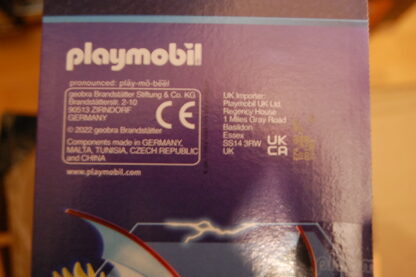 playmobil
pronounced: plāy-mō-bēēl
geobra Brandstätter Stiftung & Co. KG
Brandstätterstr. 2-10
90513 ZIRNDORF
GERMANY
CE
© 2022 geobra Brandstätter
Components made in GERMANY,
MALTA, TUNISIA, CZECH REPUBLIC
and CHINA
www.playmobil.com
UK Importer:
Playmobil UK Ltd.
Regency House
1 Miles Gray Road
Basildon
Essex
SS14 3RW
UK
UK
CA